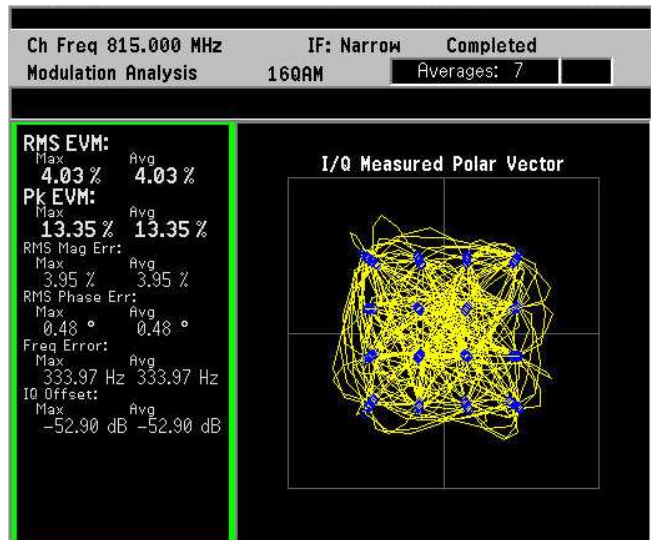 Ch Freq 815.000 MHz IF: Narrow Completed
Modulation Analysis 16QAM Averages: 7
RMS EVM:
Max Avg
4.03 % 4.03 %
Pk EVM:
Max Avg
13.35 % 13.35 %
RMS Mag Err:
Max Avg
3.95 % 3.95 %
RMS Phase Err:
Max Avg
0.48 ° 0.48 °
Freq Error:
Max Avg
333.97 Hz 333.97 Hz
IQ Offset:
Max Avg
-52.90 dB -52.90 dB
I/Q Measured Polar Vector